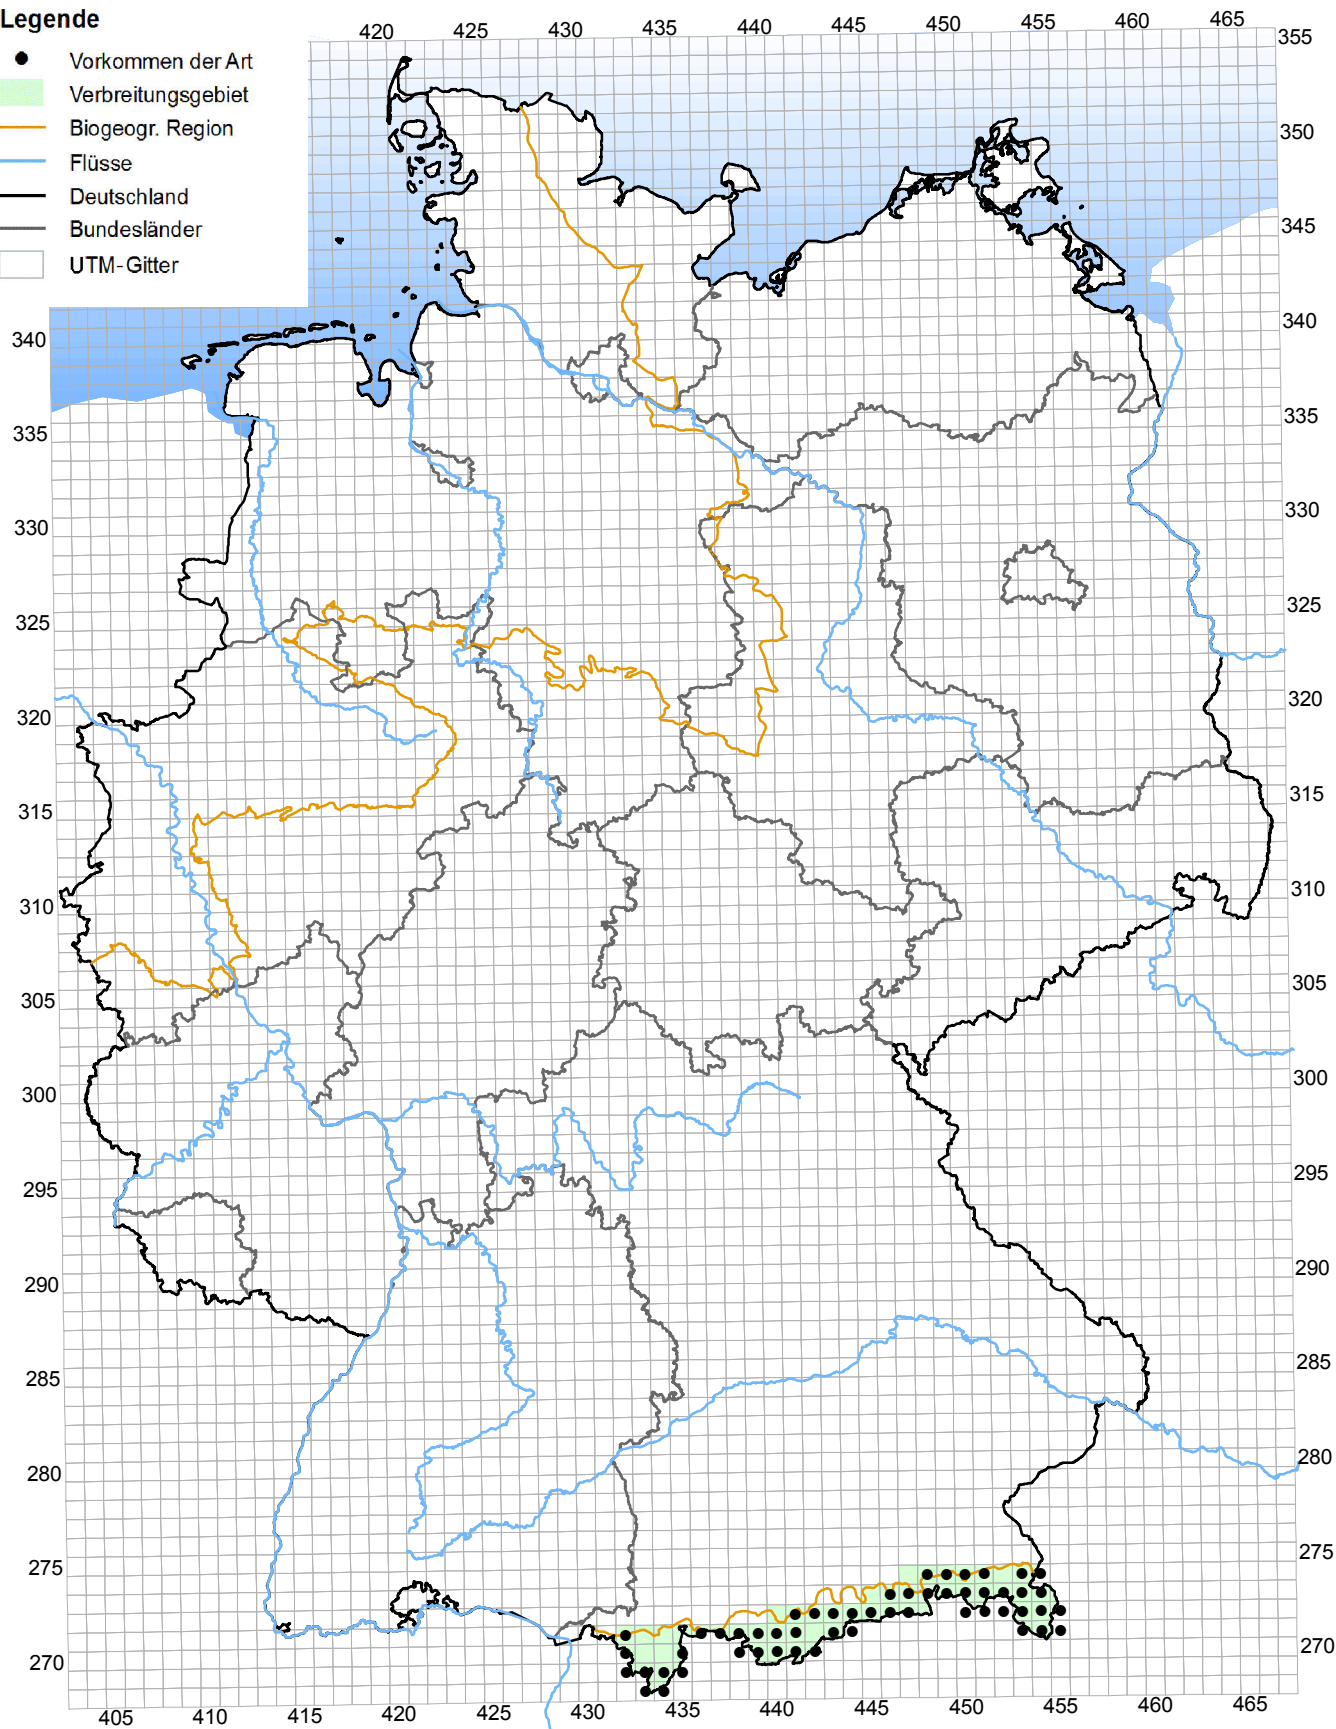 Legende
Vorkommen der Art
Verbreitungsgebiet
Biogeogr. Region
Flüsse
Deutschland
Bundesländer
UTM-Gitter
420 425 430 435 440 445 450 455 460 465
355
350
345
340 340
335 335
330 330
325 325
320 320
315 315
310 310
305 305
300 300
295 295
290 290
285 285
280 280
275 275
270 270
405 410 415 420 425 430 435 440 445 450 455 460 465